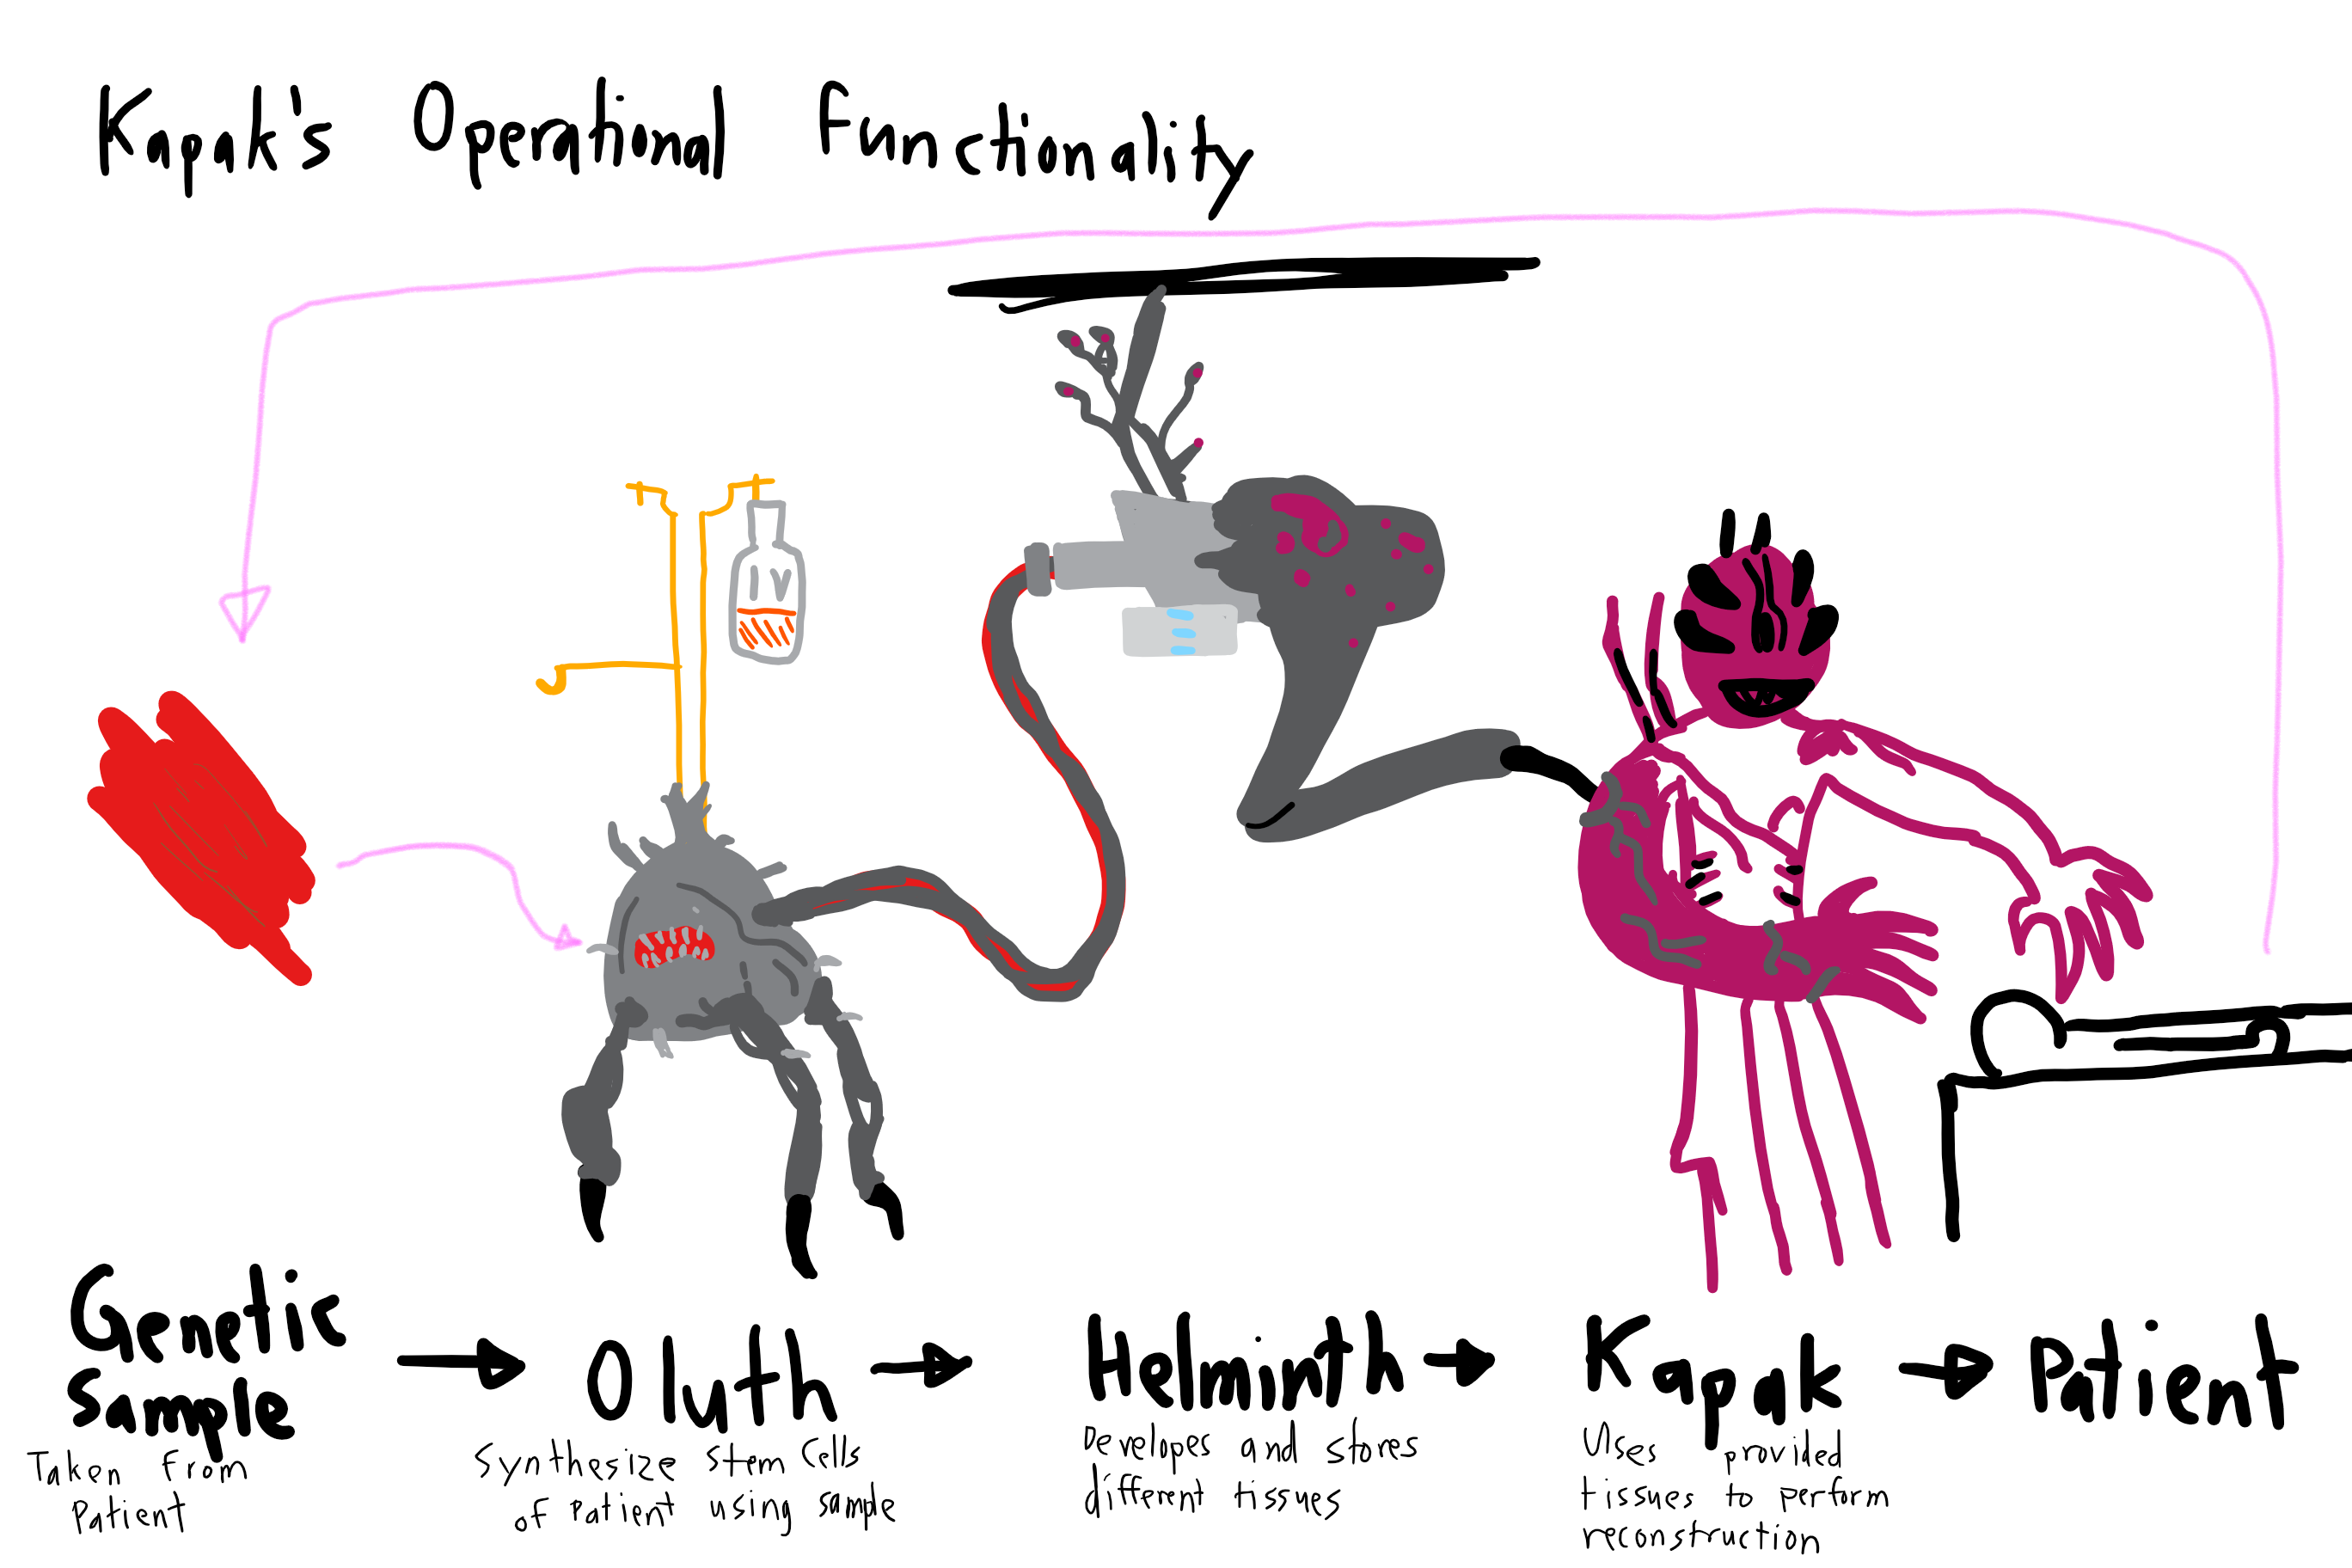 Kapak's Operational Functionality
IV
Genetic
Sample
Taken from
Patient
Oluth
Synthesize Stem Cells
of Patient using sample
Helminth
Developes and stores
different tissues
Kapak
Uses provided
tissues to perform
reconstruction
Patient